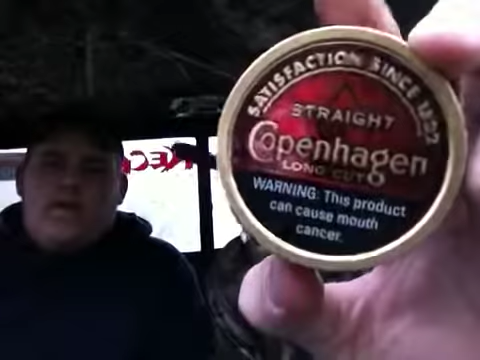 SATISFACTION SINCE 1822
STRAIGHT
Copenhagen
LONG CUT
WARNING: This product
can cause mouth
cancer.